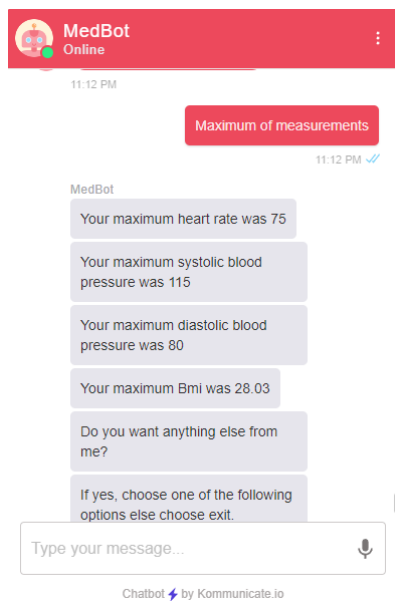 MedBot
Online
11:12 PM
Maximum of measurements
11:12 PM
MedBot
Your maximum heart rate was 75
Your maximum systolic blood
pressure was 115
Your maximum diastolic blood
pressure was 80
Your maximum Bmi was 28.03
Do you want anything else from
me?
If yes, choose one of the following
options else choose exit.
Type your message...
Chatbot by Kommunicate.io